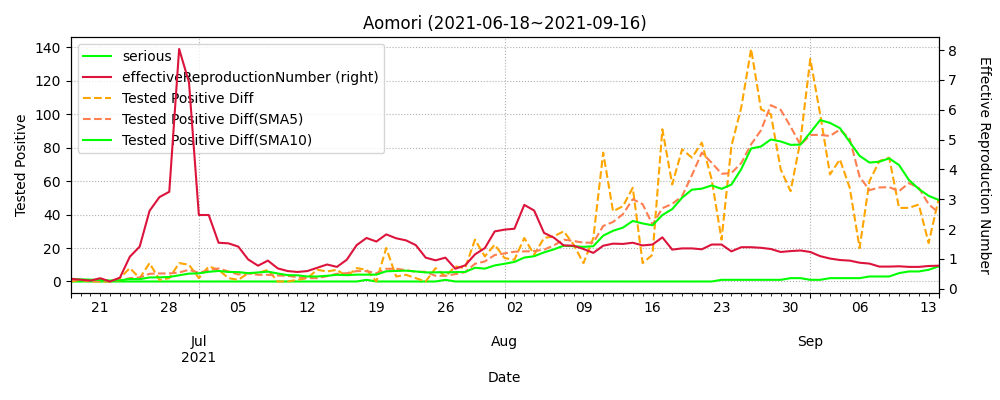 Aomori (2021-06-18~2021-09-16)
serious
effectiveReproductionNumber (right)
Tested Positive Diff
Tested Positive Diff(SMA5)
Tested Positive Diff(SMA10)
Tested Positive
140
120
100
80
60
40
20
0
8
7
6
5
4
3
2
1
0
Effective Reproduction Number
21 28 05 12 19 26 02 09 16 23 30 06 13
Jul Aug Sep
2021
Date